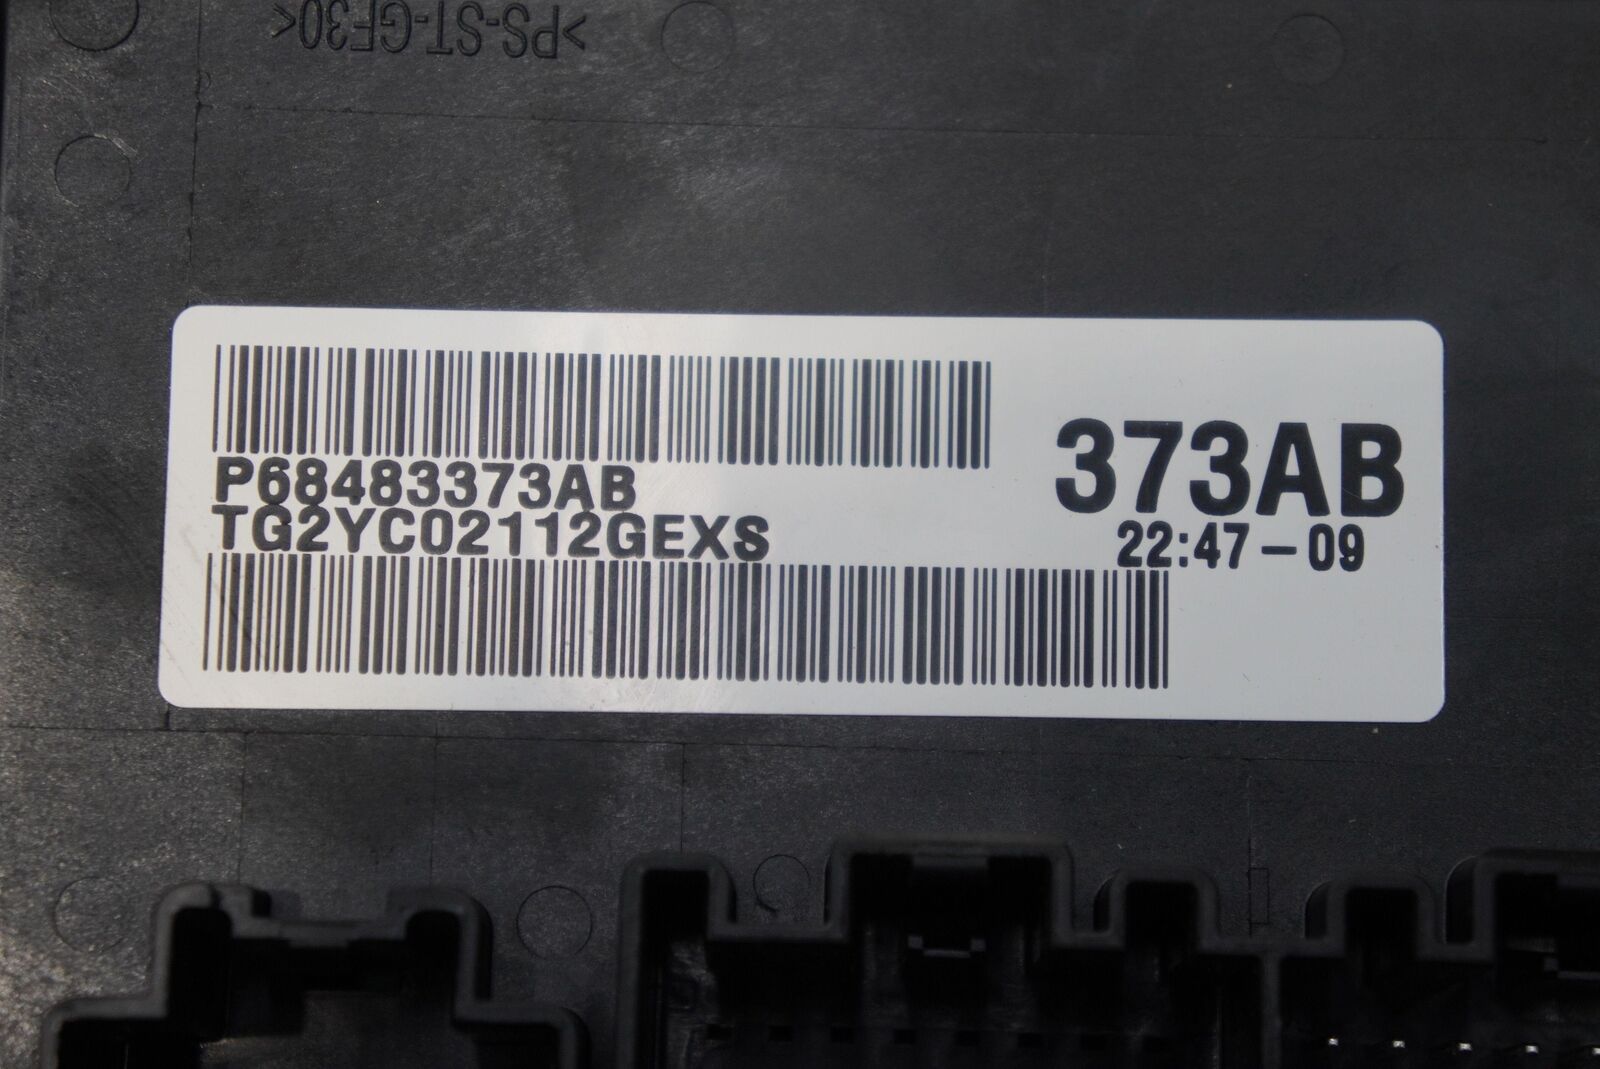 >PS-ST-GF30<
P68483373AB
TG2YC02112GEXS
373AB
22:47-09